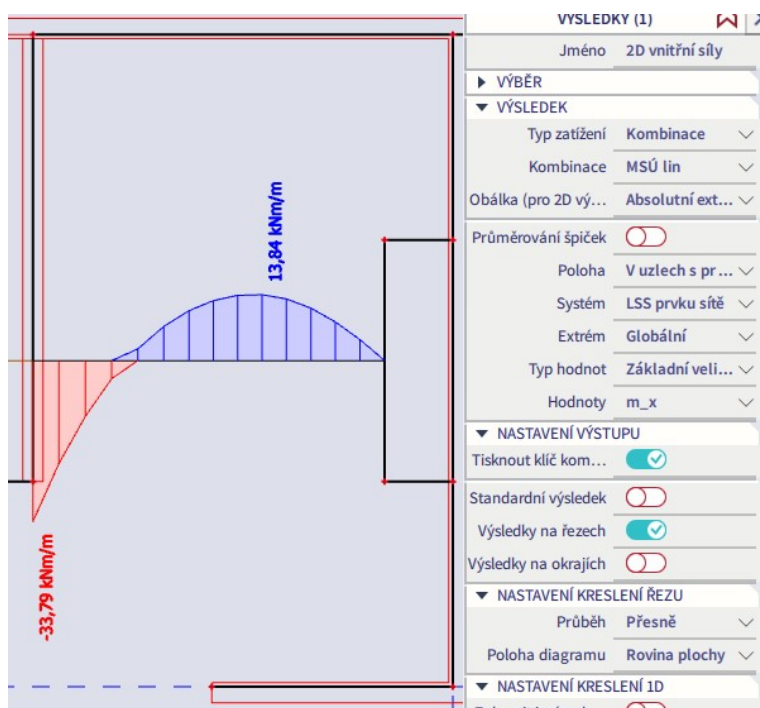 VÝSLEDKY (1)
Jméno 2D vnitřní síly
VÝBĚR
VÝSLEDEK
Typ zatížení Kombinace
Kombinace MSÚ lin
Obálka (pro 2D vý... Absolutní ext...
Průměrování špiček
Poloha V uzlech s pr ...
Systém LSS prvku sítě
Extrém Globální
Typ hodnot Základní veli...
Hodnoty m_x
NASTAVENÍ VÝSTUPU
Tisknout klíč kom...
Standardní výsledek
Výsledky na řezech
Výsledky na okrajích
NASTAVENÍ KRESLENÍ ŘEZU
Průběh Přesně
Poloha diagramu Rovina plochy
NASTAVENÍ KRESLENÍ 1D
13,84 kNm/m
-33,79 kNm/m